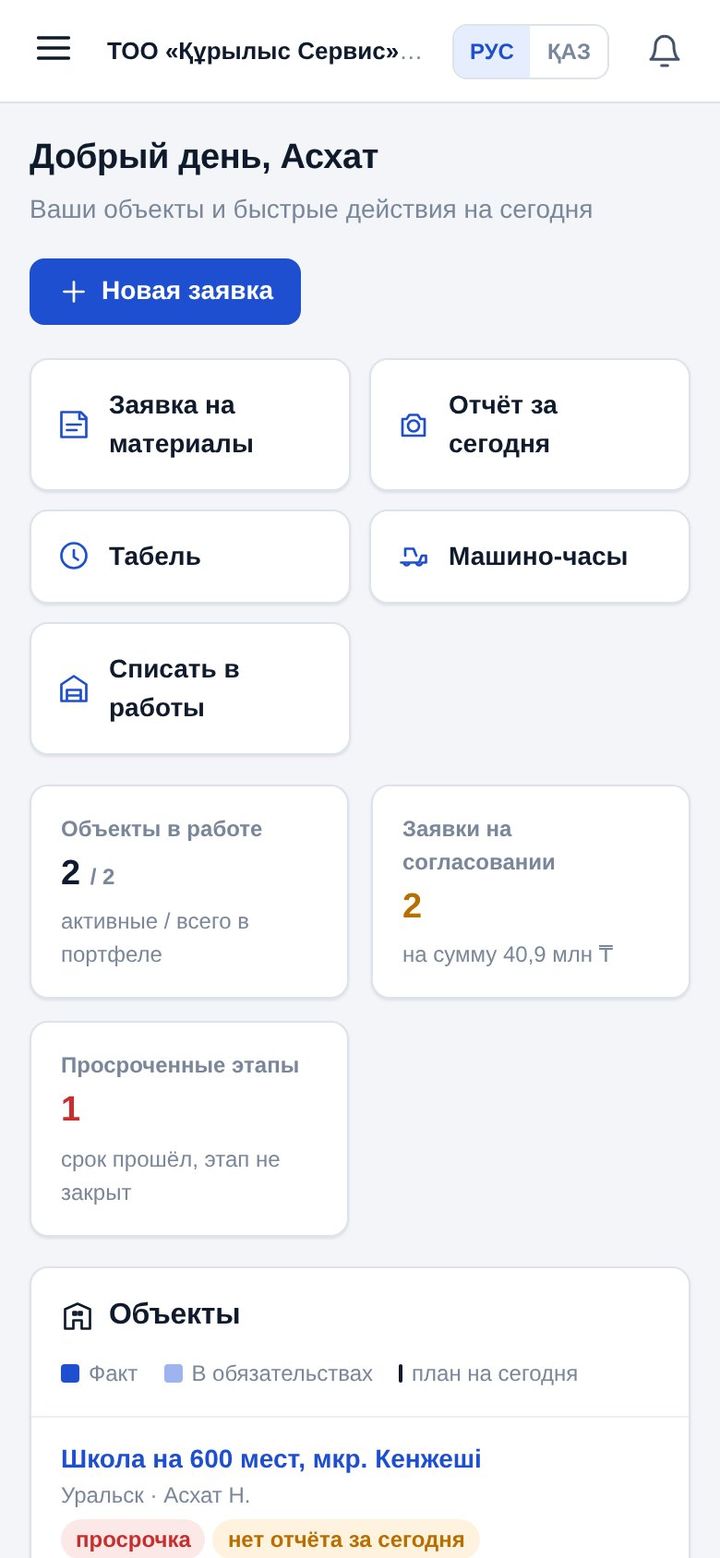 ТОО «Құрылыс Сервис»…
РУС
ҚАЗ
Добрый день, Асхат
Ваши объекты и быстрые действия на сегодня
Новая заявка
Заявка на
материалы
Отчёт за
сегодня
Табель
Машино-часы
Списать в
работы
Объекты в работе
2 / 2
активные / всего в
портфеле
Заявки на
согласовании
2
на сумму 40,9 млн ₸
Просроченные этапы
1
срок прошёл, этап не
закрыт
Объекты
Факт
В обязательствах
план на сегодня
Школа на 600 мест, мкр. Кенжеші
Уральск · Асхат Н.
просрочка
нет отчёта за сегодня